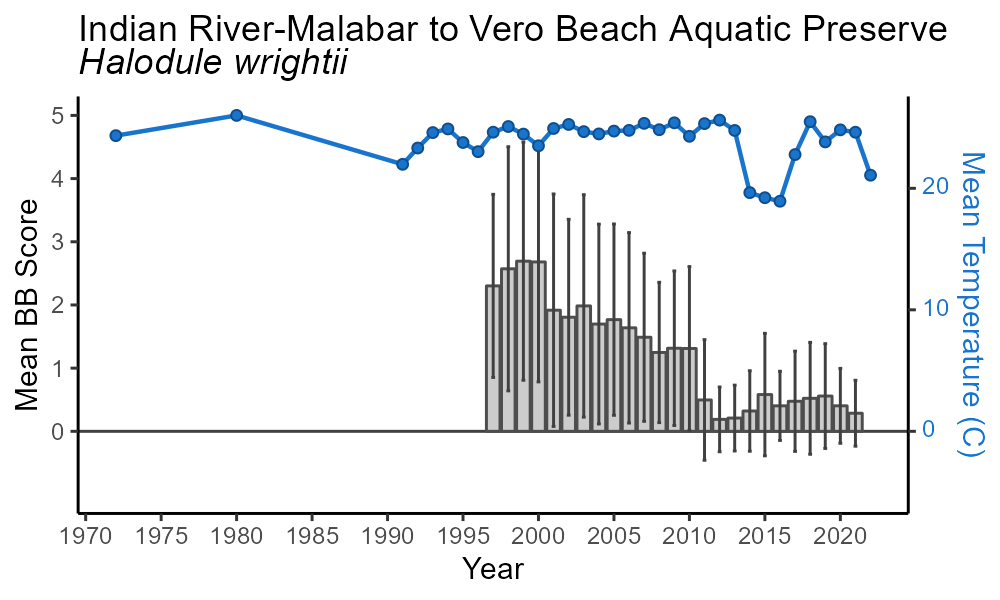 Indian River-Malabar to Vero Beach Aquatic Preserve
Halodule wrightii
Mean BB Score
5
4
3
2
1
0
20
10
0
Mean Temperature (C)
1970 1975 1980 1985 1990 1995 2000 2005 2010 2015 2020
Year